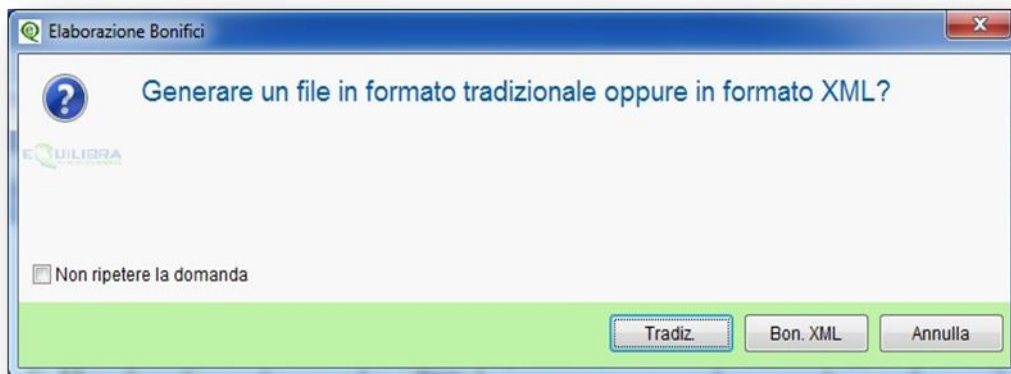 Elaborazione Bonifici
Generare un file in formato tradizionale oppure in formato XML?
EQUILIBRA
Non ripetere la domanda
Tradiz.
Bon. XML
Annulla